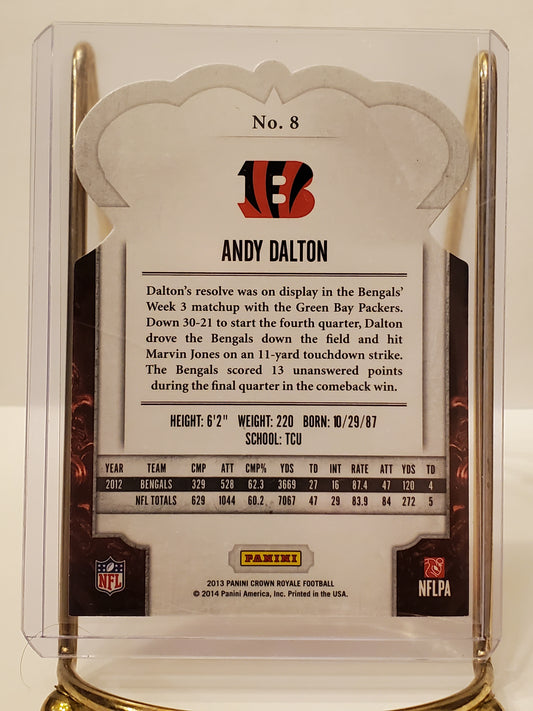 No. 8
B
ANDY DALTON
Dalton's resolve was on display in the Bengals'
Week 3 matchup with the Green Bay Packers.
Down 30-21 to start the fourth quarter, Dalton
drove the Bengals down the field and hit
Marvin Jones on an 11-yard touchdown strike.
The Bengals scored 13 unanswered points
during the final quarter in the comeback win.
HEIGHT: 6'2" WEIGHT: 220 BORN: 10/29/87
SCHOOL: TCU
YEAR TEAM CMP ATT CMP% YDS TD INT RATE ATT YDS TD
2012 BENGALS 329 528 62.3 3669 27 16 87.4 47 120 4
NFL TOTALS 629 1044 60.2 7067 47 29 83.9 84 272 5
PANINI
NFL
NFLPA
2013 PANINI CROWN ROYALE FOOTBALL
© 2014 Panini America, Inc. Printed in the USA.